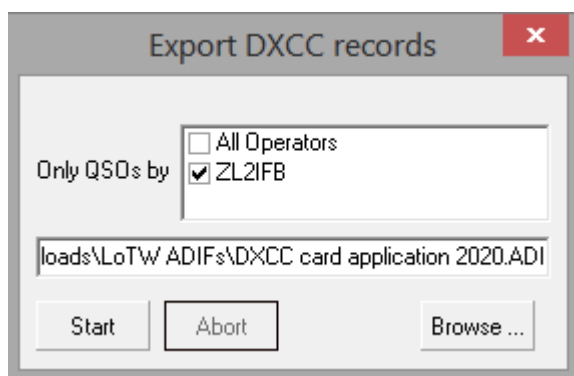 Export DXCC records
x
All Operators
Only QSOs by
ZL2IFB
loads\LoTW ADIFs\DXCC card application 2020.ADI
Start Abort Browse ...